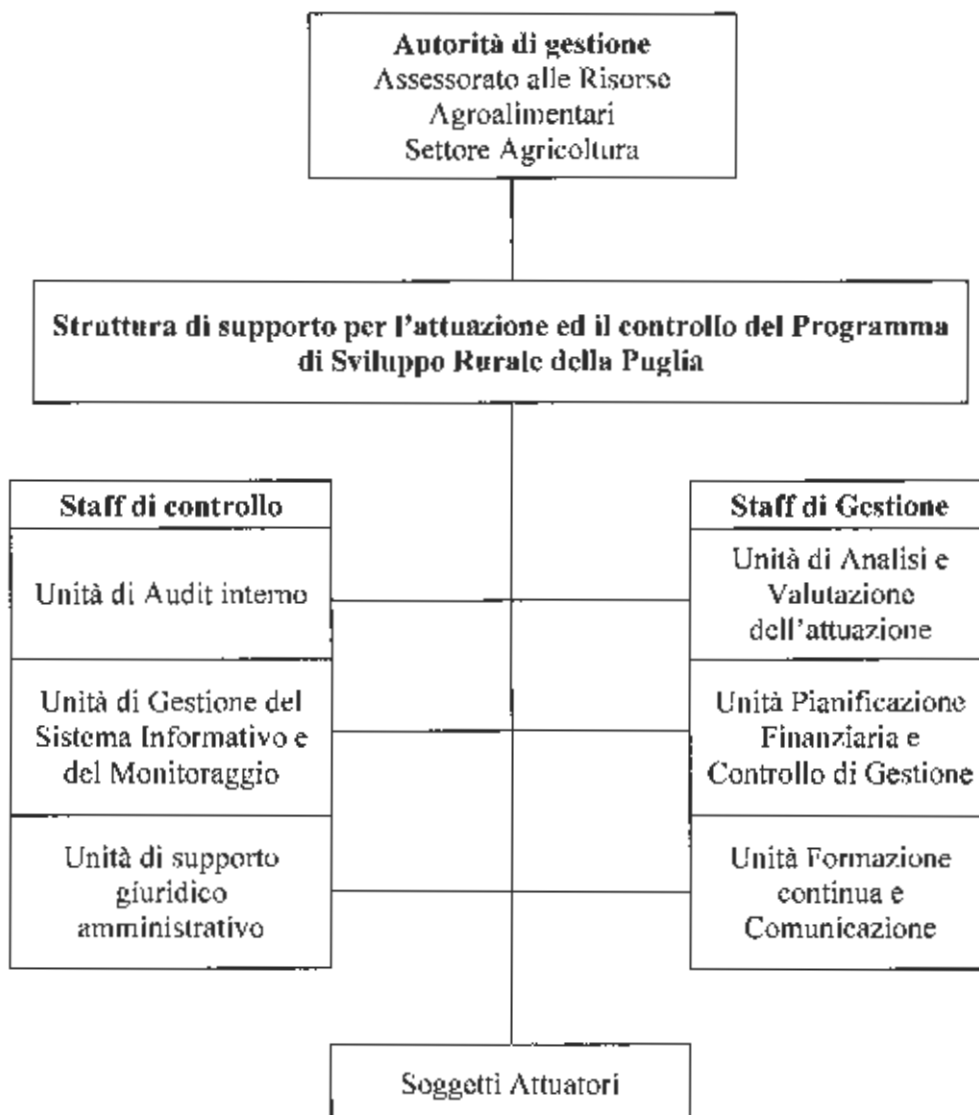 Autorità di gestione
Assessorato alle Risorse
Agroalimentari
Settore Agricoltura
Struttura di supporto per l'attuazione ed il controllo del Programma
di Sviluppo Rurale della Puglia
Staff di controllo
Unità di Audit interno
Unità di Gestione del
Sistema Informativo e
del Monitoraggio
Unità di supporto
giuridico
amministrativo
Staff di Gestione
Unità di Analisi e
Valutazione
dell'attuazione
Unità Pianificazione
Finanziaria e
Controllo di Gestione
Unità Formazione
continua e
Comunicazione
Soggetti Attuatori